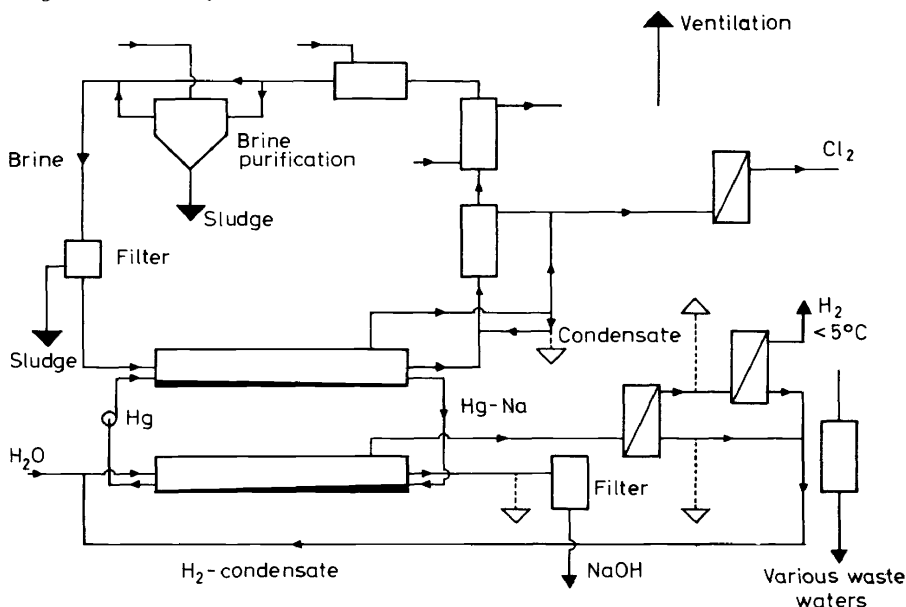 Ventilation
Brine
Brine
purification
Sludge
Cl₂
Filter
Sludge
Condensate
H₂
<5°C
Hg
Hg-Na
H₂O
Filter
H₂-condensate
NaOH
Various waste
waters